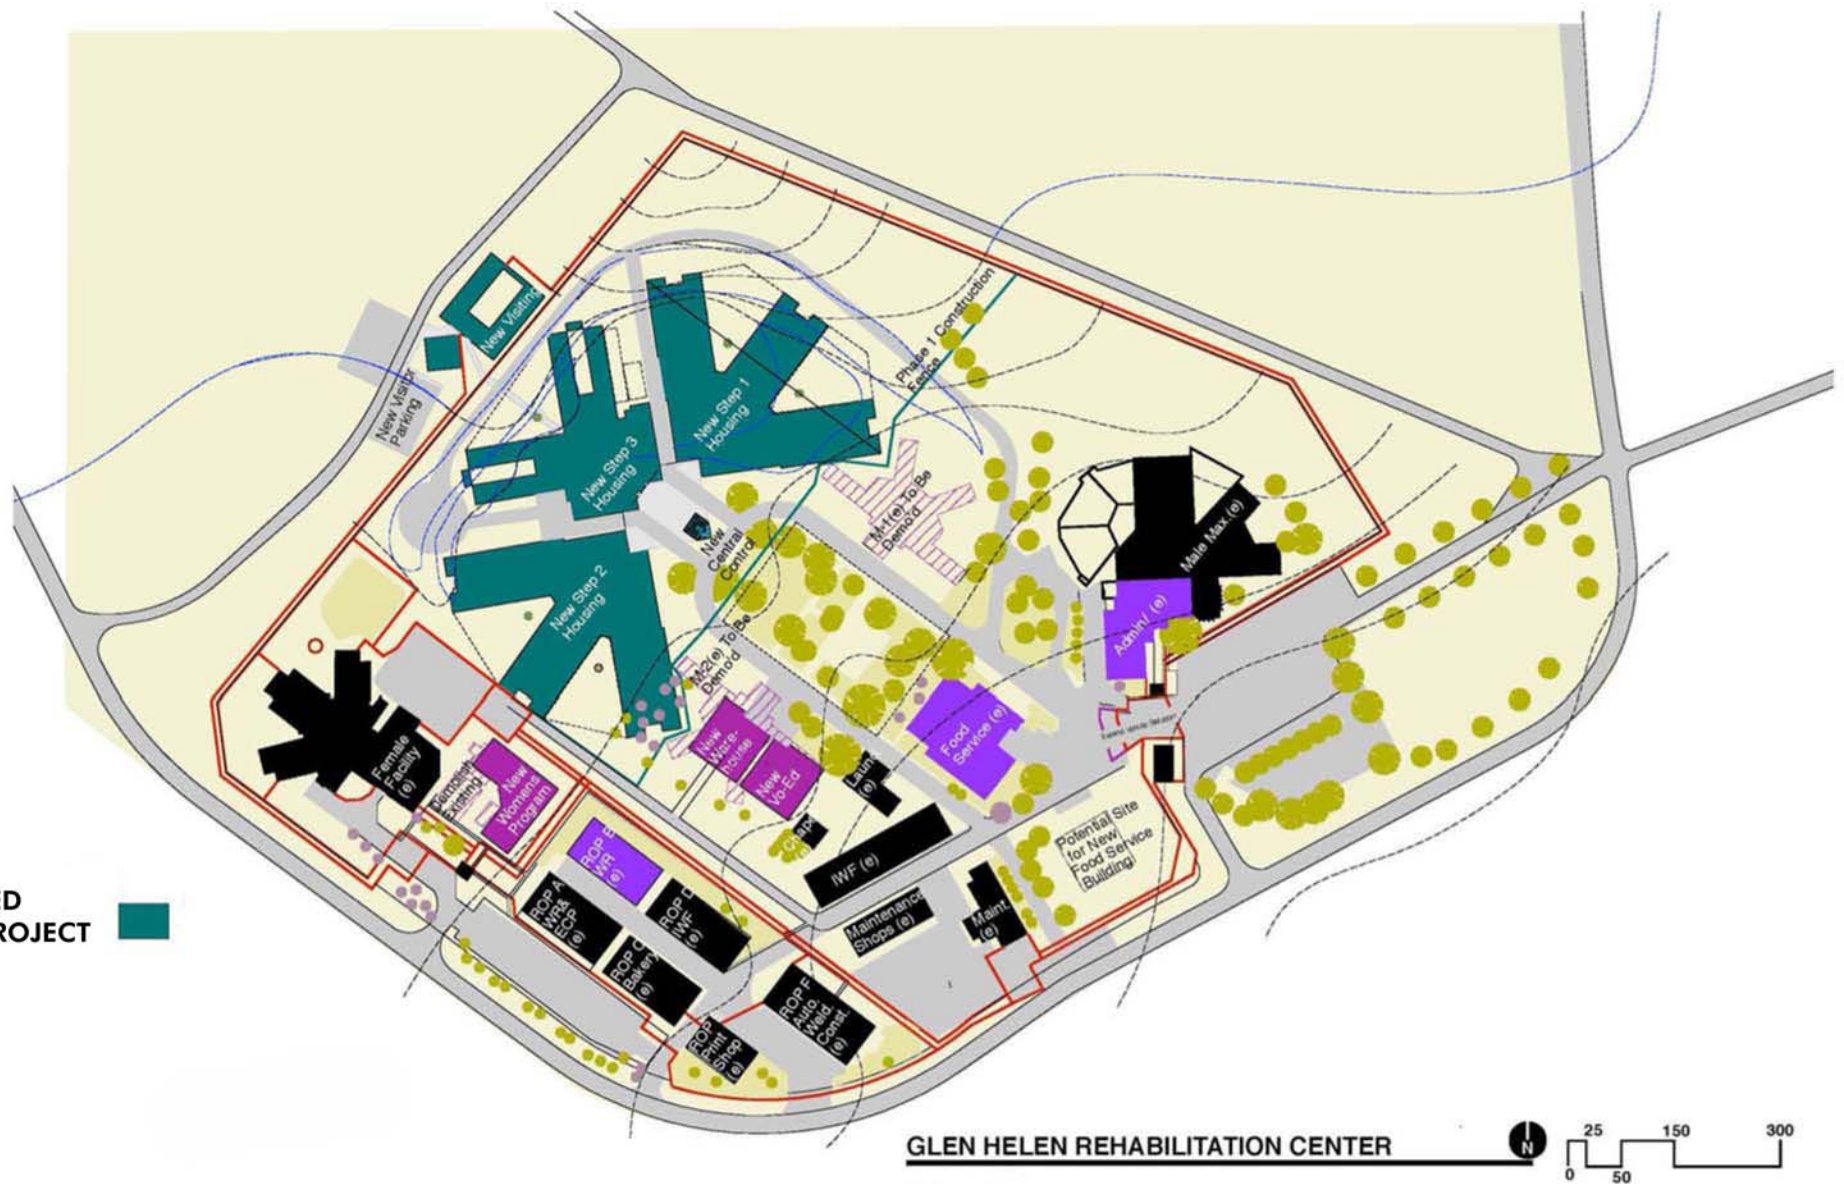 New Visiting
New Visitor
Parking
New Step 3
Housing
New Step 1
Housing
Phase 1 Construction
Fence
M-1(e) To Be
Demo'd
Male Max.(e)
New
Central
Control
New Step 2
Housing
M-2(e) To Be
Demo'd
Admin/ (e)
Food
Service (e)
Female
Facility
(e)
Demolish
Existing
New
Womens
Program
New
Ware-
house
New
Vo-Ed
Laun
(e)
Chape
(e)
IWF (e)
Potential Site
for New
Food Service
Building
ROP B
WR
(e)
ROP A
WR&
ECP
(e)
ROP D
IWF
(e)
ROP C
Bakery
(e)
Maintenance
Shops (e)
Maint.
(e)
ROP F
Auto.
Weld.
Const.
(e)
ROP
Print
Shop
(e)
ED
ROJECT
GLEN HELEN REHABILITATION CENTER
N
25 150 300
0 50